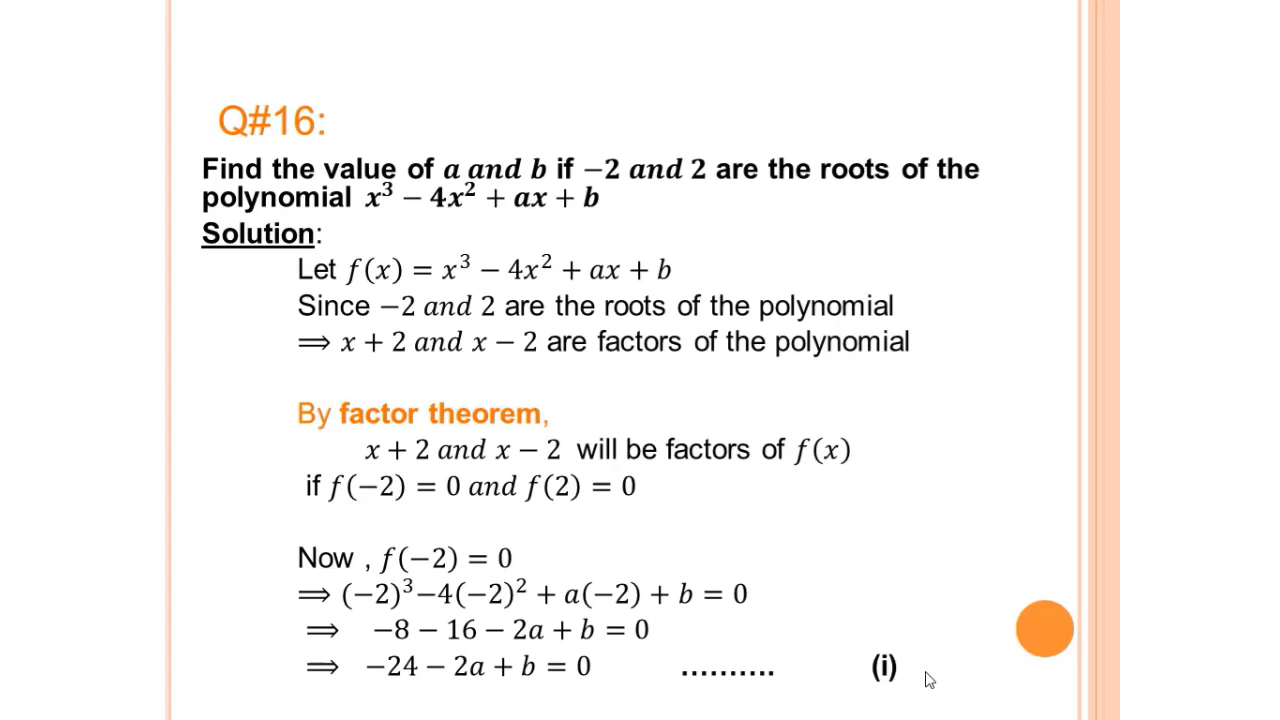 Q#16:
Find the value of a and b if −2 and 2 are the roots of the
polynomial x³ − 4x² + ax + b
Solution:
Let f(x) = x³ − 4x² + ax + b
Since −2 and 2 are the roots of the polynomial
⟹ x + 2 and x − 2 are factors of the polynomial
By factor theorem,
x + 2 and x − 2 will be factors of f(x)
if f(−2) = 0 and f(2) = 0
Now , f(−2) = 0
⟹ (−2)³−4(−2)² + a(−2) + b = 0
⟹ −8 − 16 − 2a + b = 0
⟹ −24 − 2a + b = 0 .......... (i)